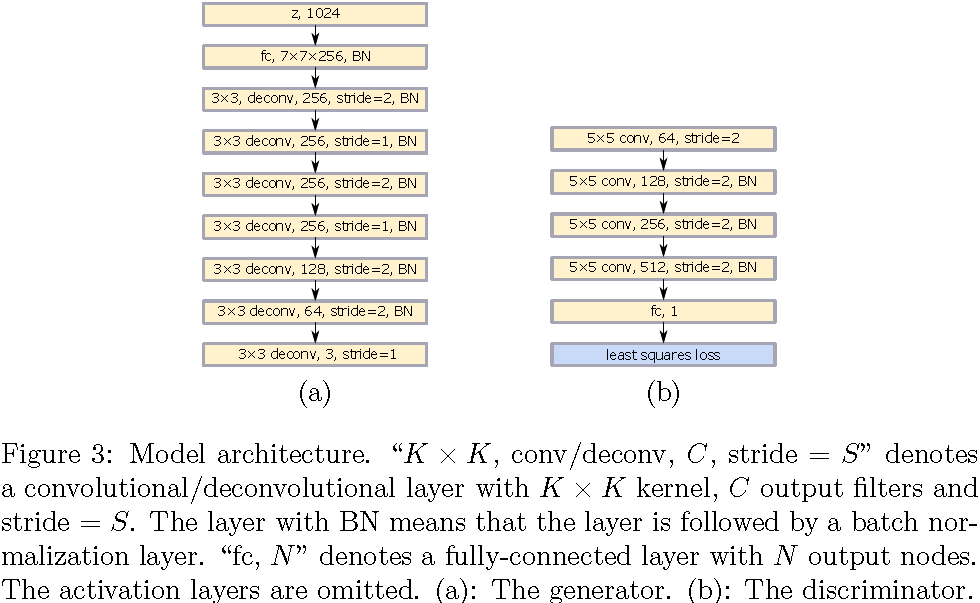 z, 1024
fc, 7×7×256, BN
3×3, deconv, 256, stride=2, BN
3×3 deconv, 256, stride=1, BN
3×3 deconv, 256, stride=2, BN
3×3 deconv, 256, stride=1, BN
3×3 deconv, 128, stride=2, BN
3×3 deconv, 64, stride=2, BN
3×3 deconv, 3, stride=1
(a)
5×5 conv, 64, stride=2
5×5 conv, 128, stride=2, BN
5×5 conv, 256, stride=2, BN
5×5 conv, 512, stride=2, BN
fc, 1
least squares loss
(b)
Figure 3: Model architecture. “K × K, conv/deconv, C, stride = S” denotes
a convolutional/deconvolutional layer with K × K kernel, C output filters and
stride = S. The layer with BN means that the layer is followed by a batch nor-
malization layer. “fc, N” denotes a fully-connected layer with N output nodes.
The activation layers are omitted. (a): The generator. (b): The discriminator.